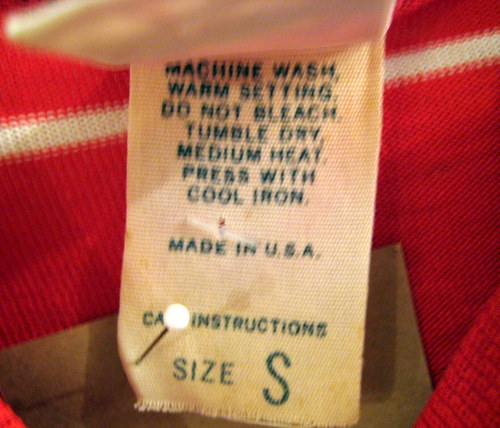 MACHINE WASH,
WARM SETTING.
DO NOT BLEACH.
TUMBLE DRY
MEDIUM HEAT.
PRESS WITH
COOL IRON.
MADE IN U.S.A.
INSTRUCTIONS
SIZE S